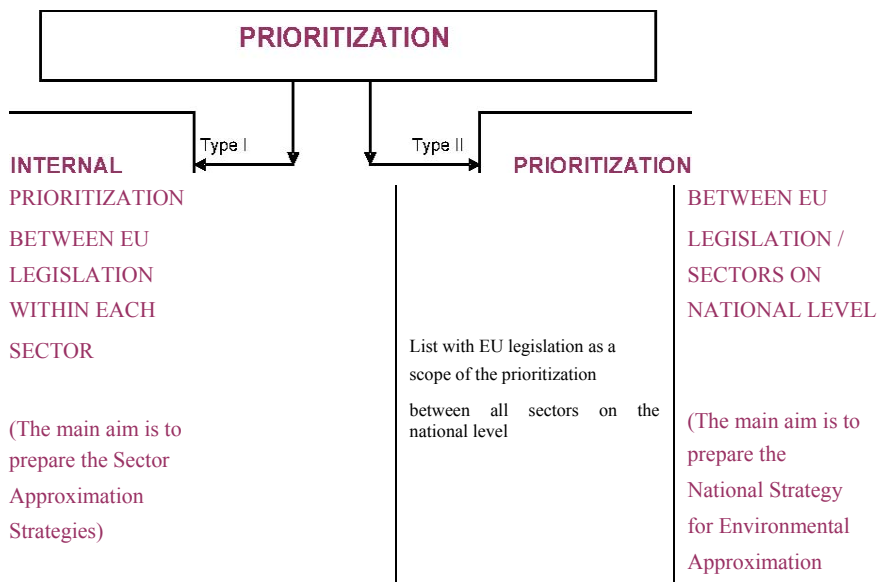 PRIORITIZATION
Type I
Type II
INTERNAL
PRIORITIZATION
BETWEEN EU
LEGISLATION
WITHIN EACH
SECTOR
(The main aim is to
prepare the Sector
Approximation
Strategies)
List with EU legislation as a
scope of the prioritization
between all sectors on the
national level
PRIORITIZATION
BETWEEN EU
LEGISLATION /
SECTORS ON
NATIONAL LEVEL
(The main aim is to
prepare the
National Strategy
for Environmental
Approximation